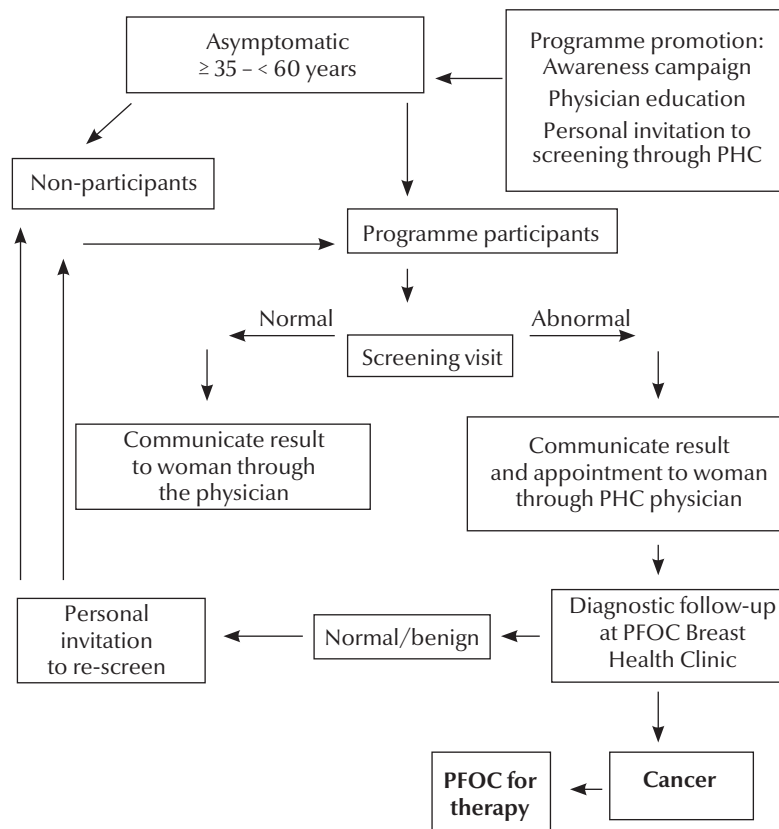 Asymptomatic
≥ 35 – < 60 years
Programme promotion:
Awareness campaign
Physician education
Personal invitation to
screening through PHC
Non-participants
Programme participants
Normal
Abnormal
Screening visit
Communicate result
to woman through
the physician
Communicate result
and appointment to woman
through PHC physician
Personal
invitation
to re-screen
Normal/benign
Diagnostic follow-up
at PFOC Breast
Health Clinic
PFOC for
therapy
Cancer